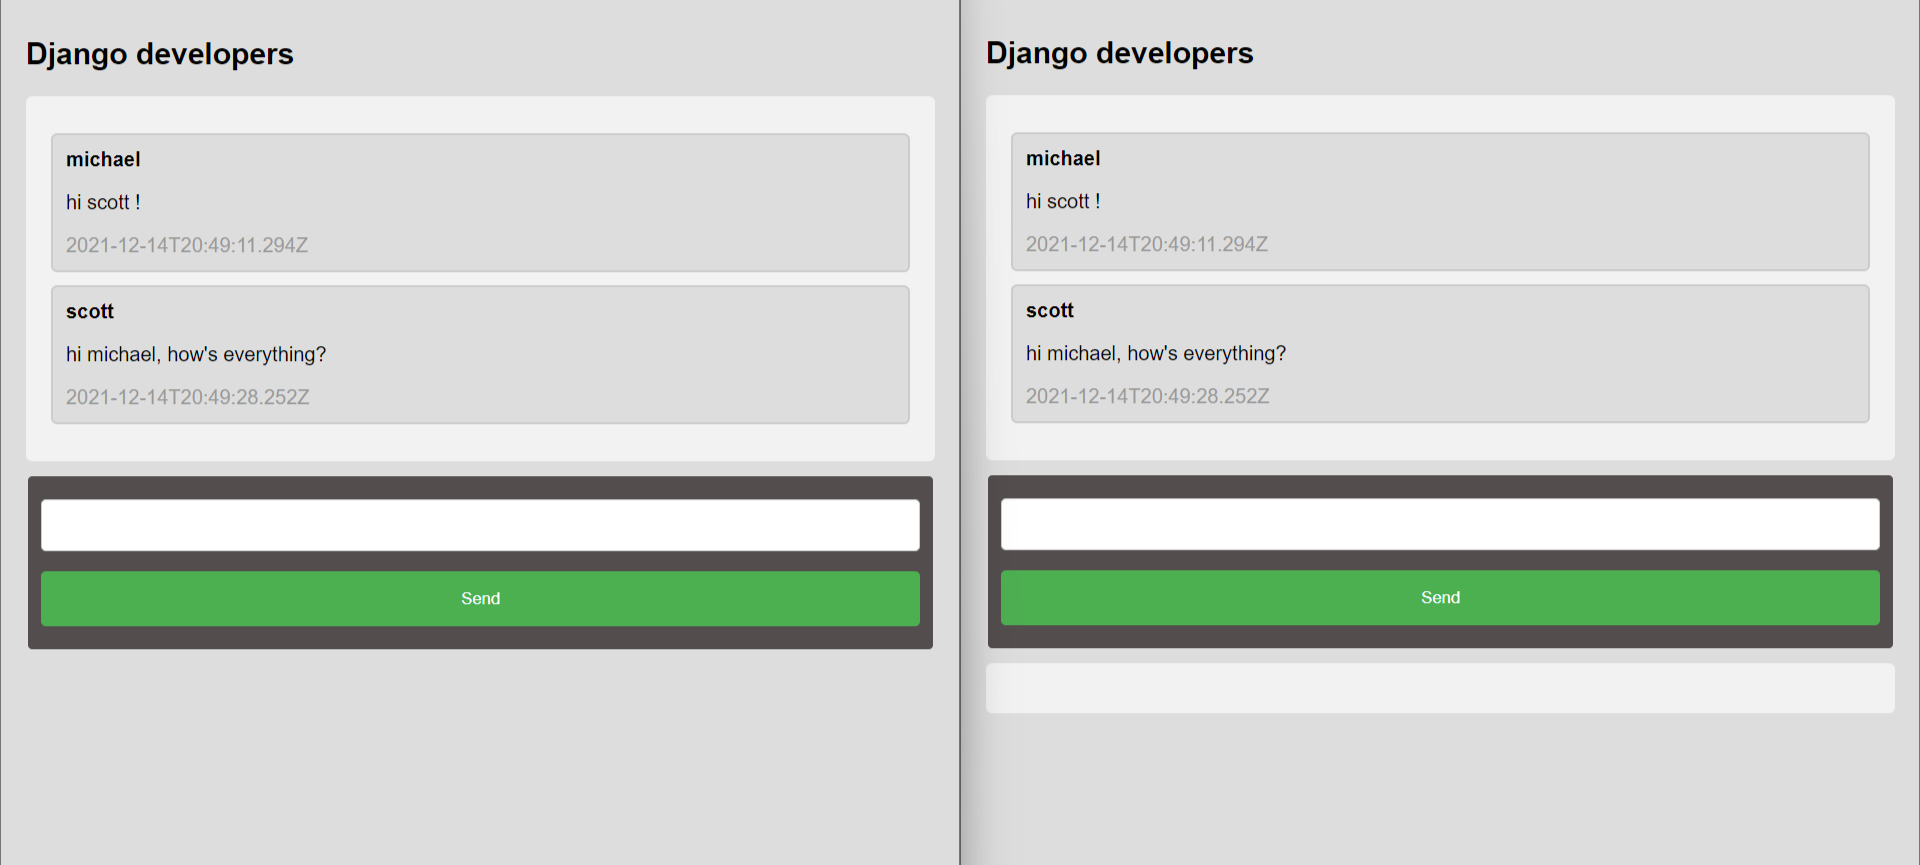 Django developers
michael
hi scott !
2021-12-14T20:49:11.294Z
scott
hi michael, how's everything?
2021-12-14T20:49:28.252Z
Send
Django developers
michael
hi scott !
2021-12-14T20:49:11.294Z
scott
hi michael, how's everything?
2021-12-14T20:49:28.252Z
Send